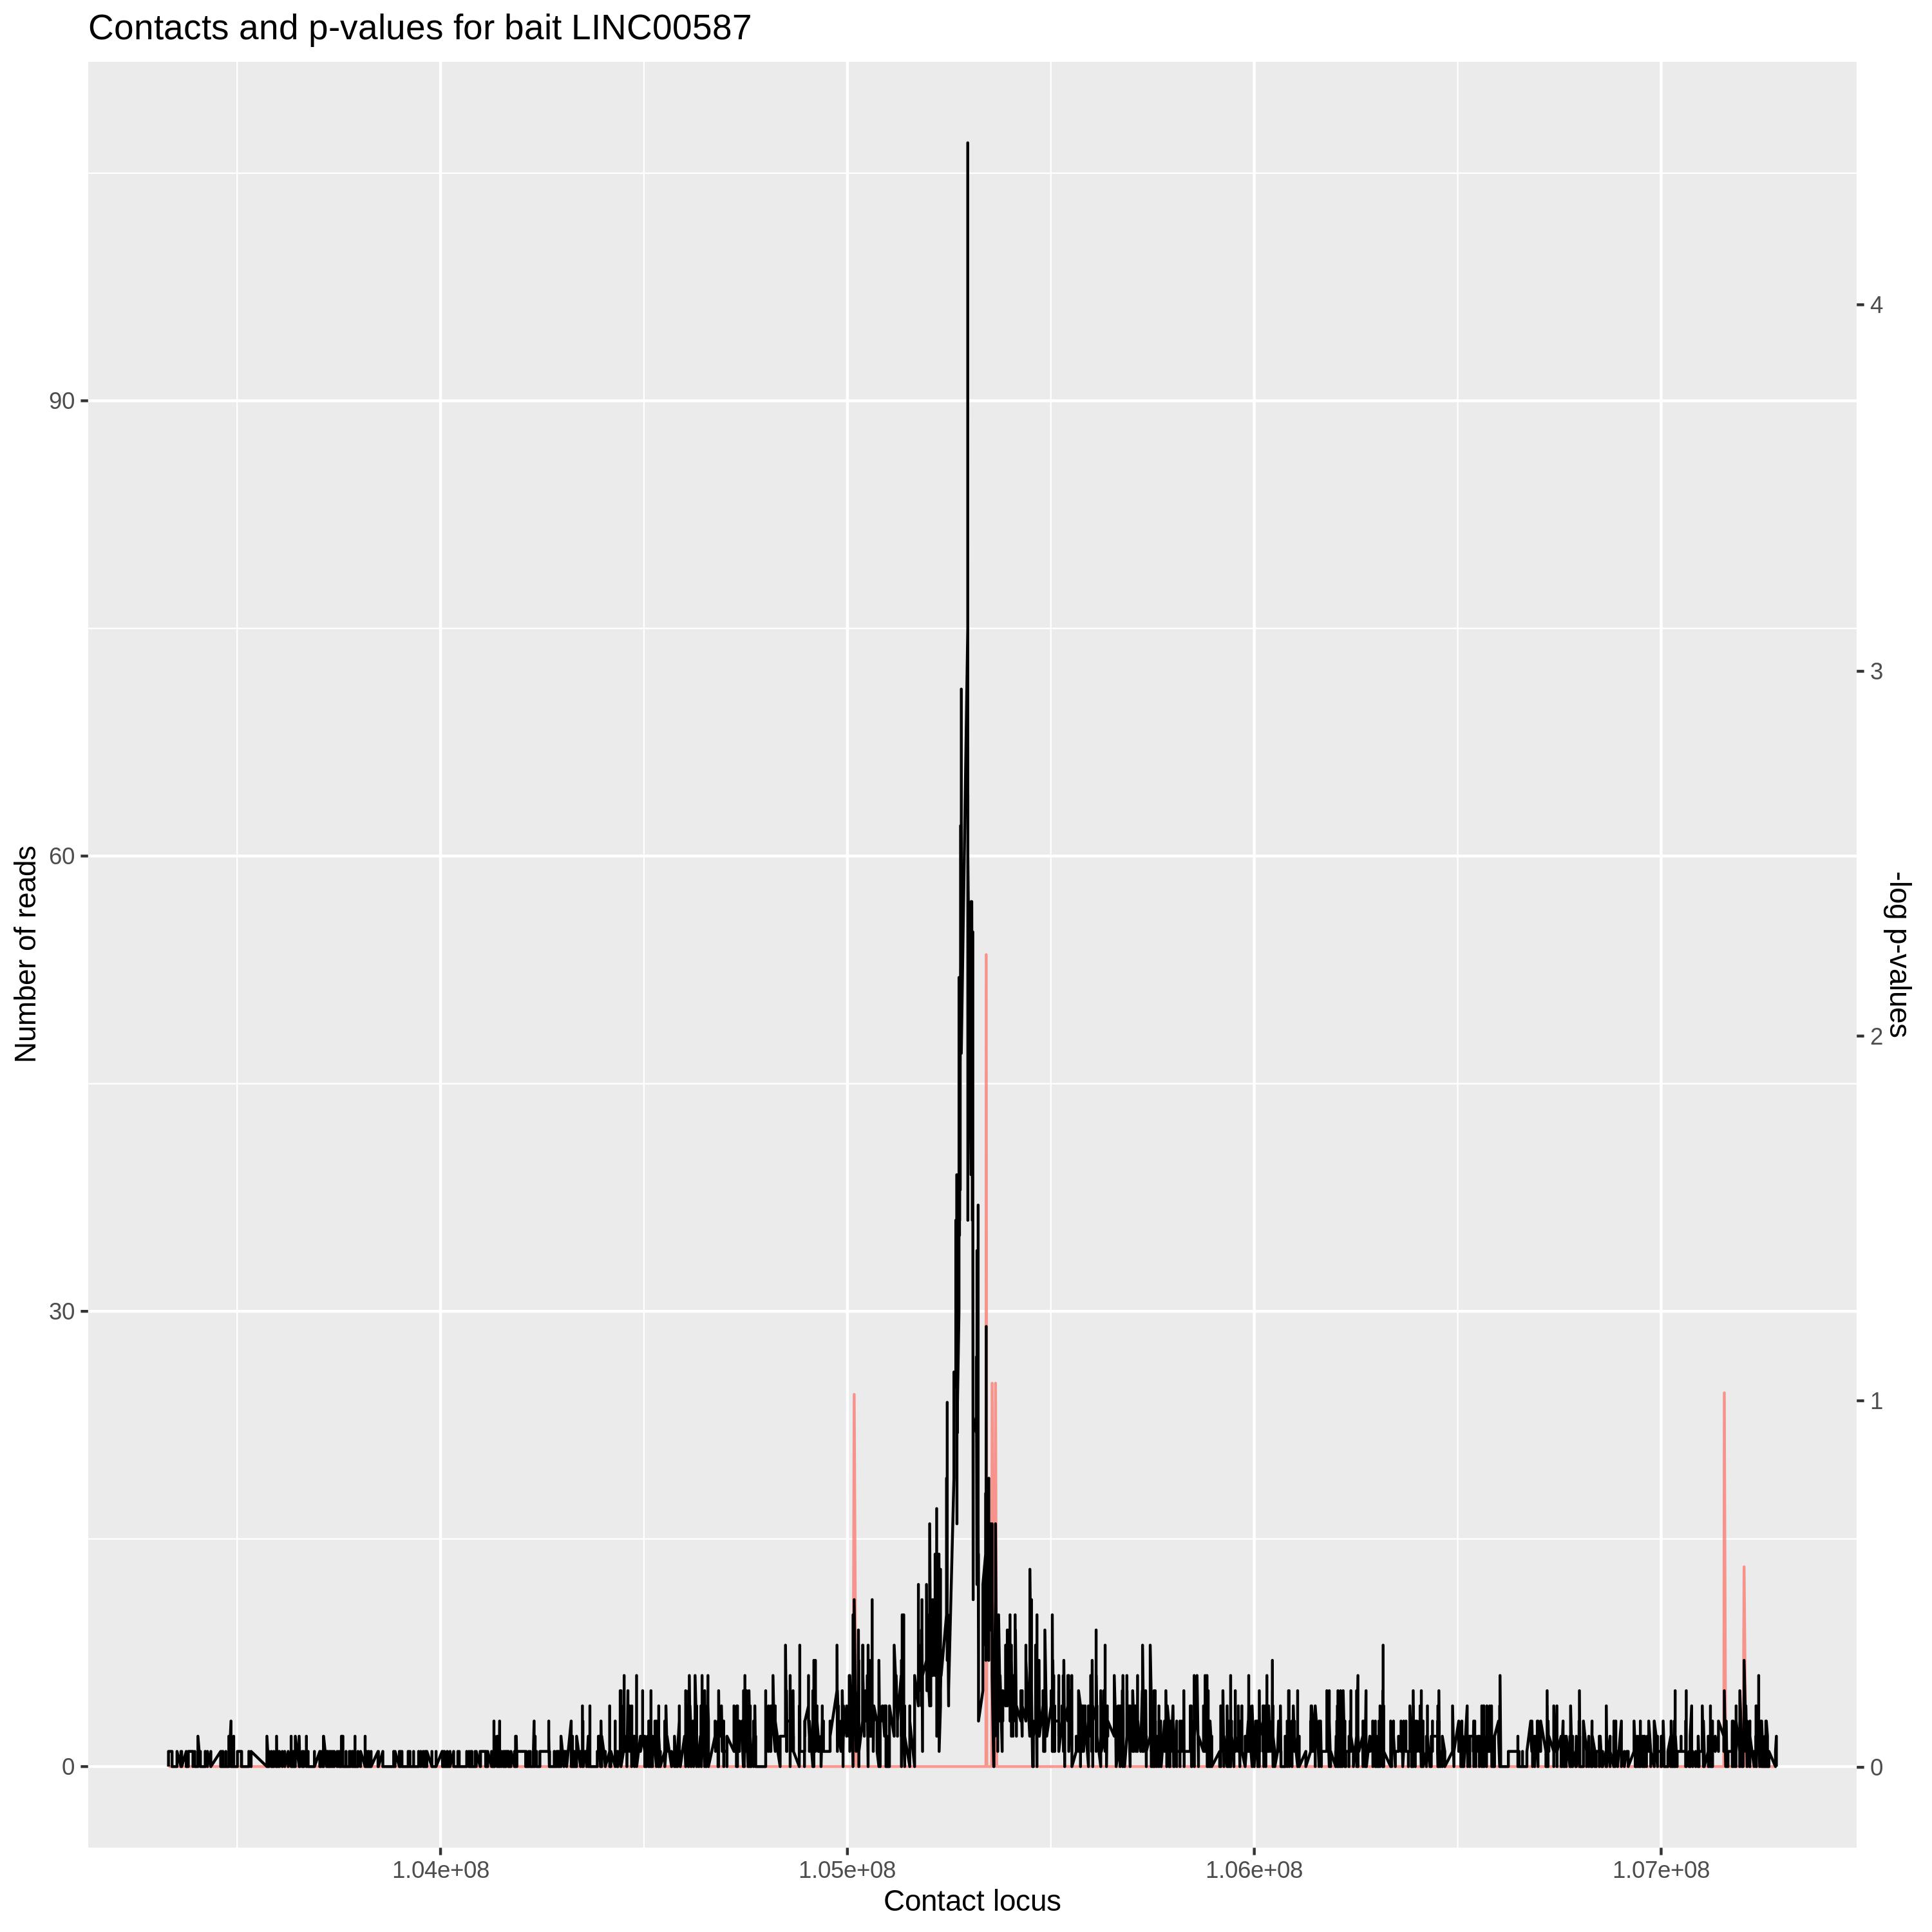 Contacts and p-values for bait LINC00587
Number of reads
90
60
30
0
4
3
2
1
0
-log p-values
1.04e+08 1.05e+08 1.06e+08 1.07e+08
Contact locus